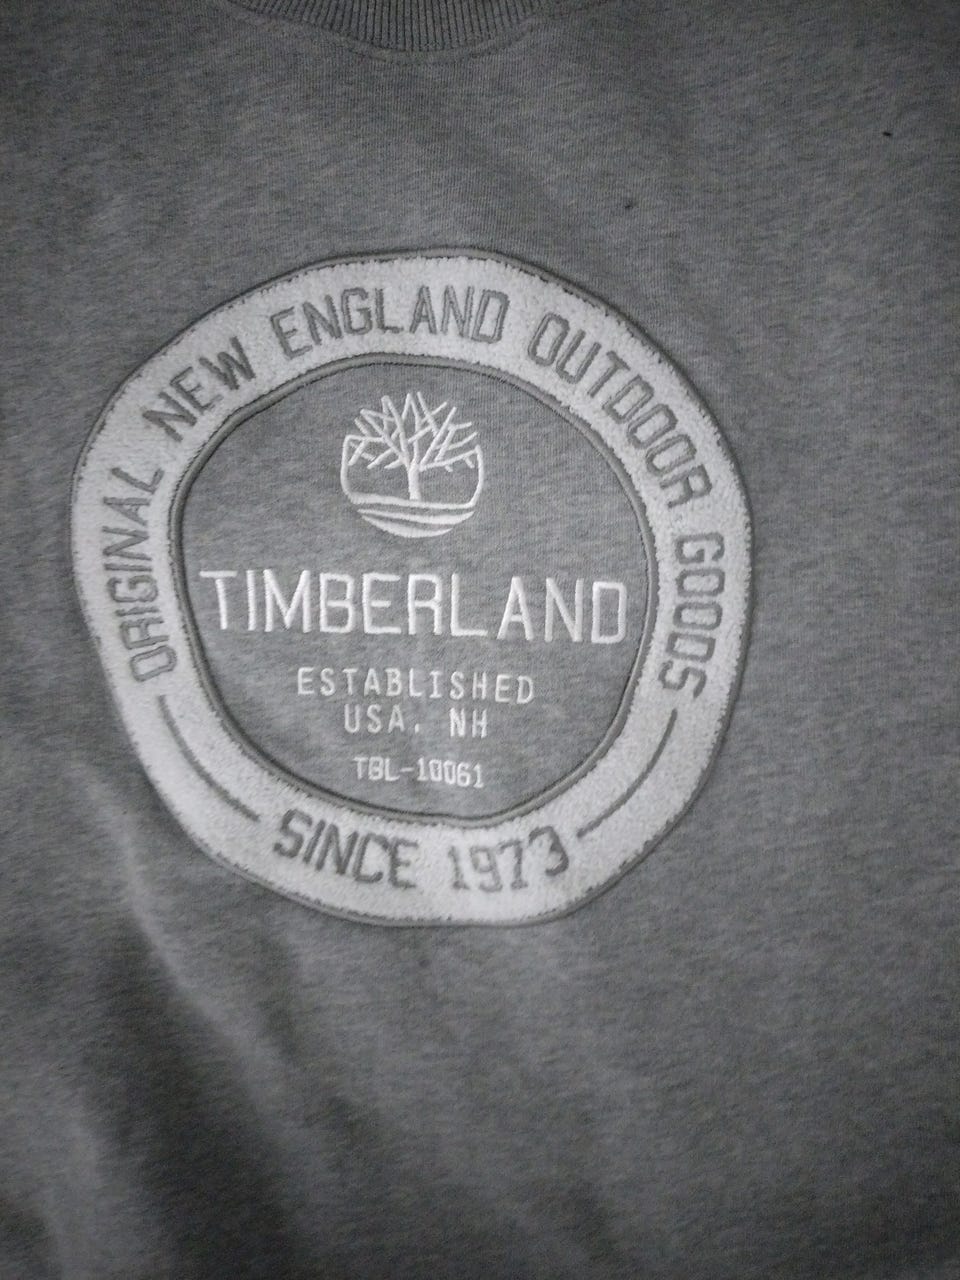 ORIGINAL NEW ENGLAND OUTDOOR GOODS
TIMBERLAND
ESTABLISHED
USA. NH
TBL-10061
SINCE 1973